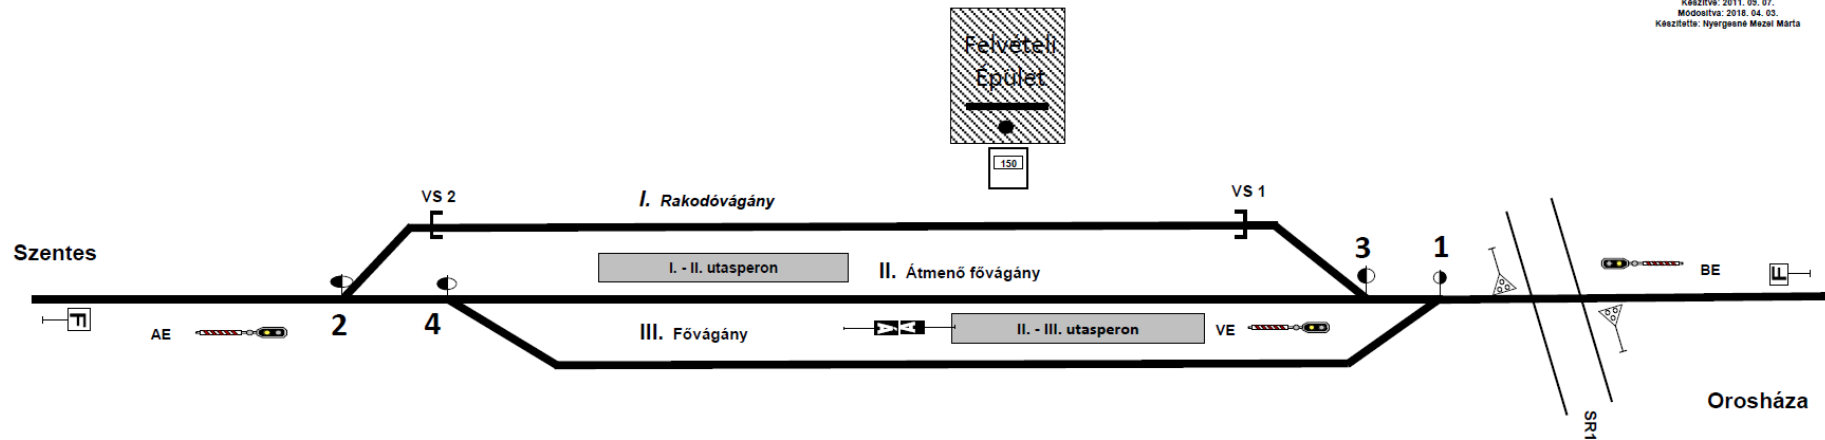 Készítve: 2011. 09. 07.
Módosítva: 2018. 04. 03.
Készítette: Nyergesné Mezei Márta
Felvételi
Épület
150
VS 2
I. Rakodóvágány
VS 1
Szentes
I. - II. utasperon
II. Átmenő fővágány
3
1
BE
F
F
AE
2
4
III. Fővágány
A A
II. - III. utasperon
VE
Orosháza
SR1